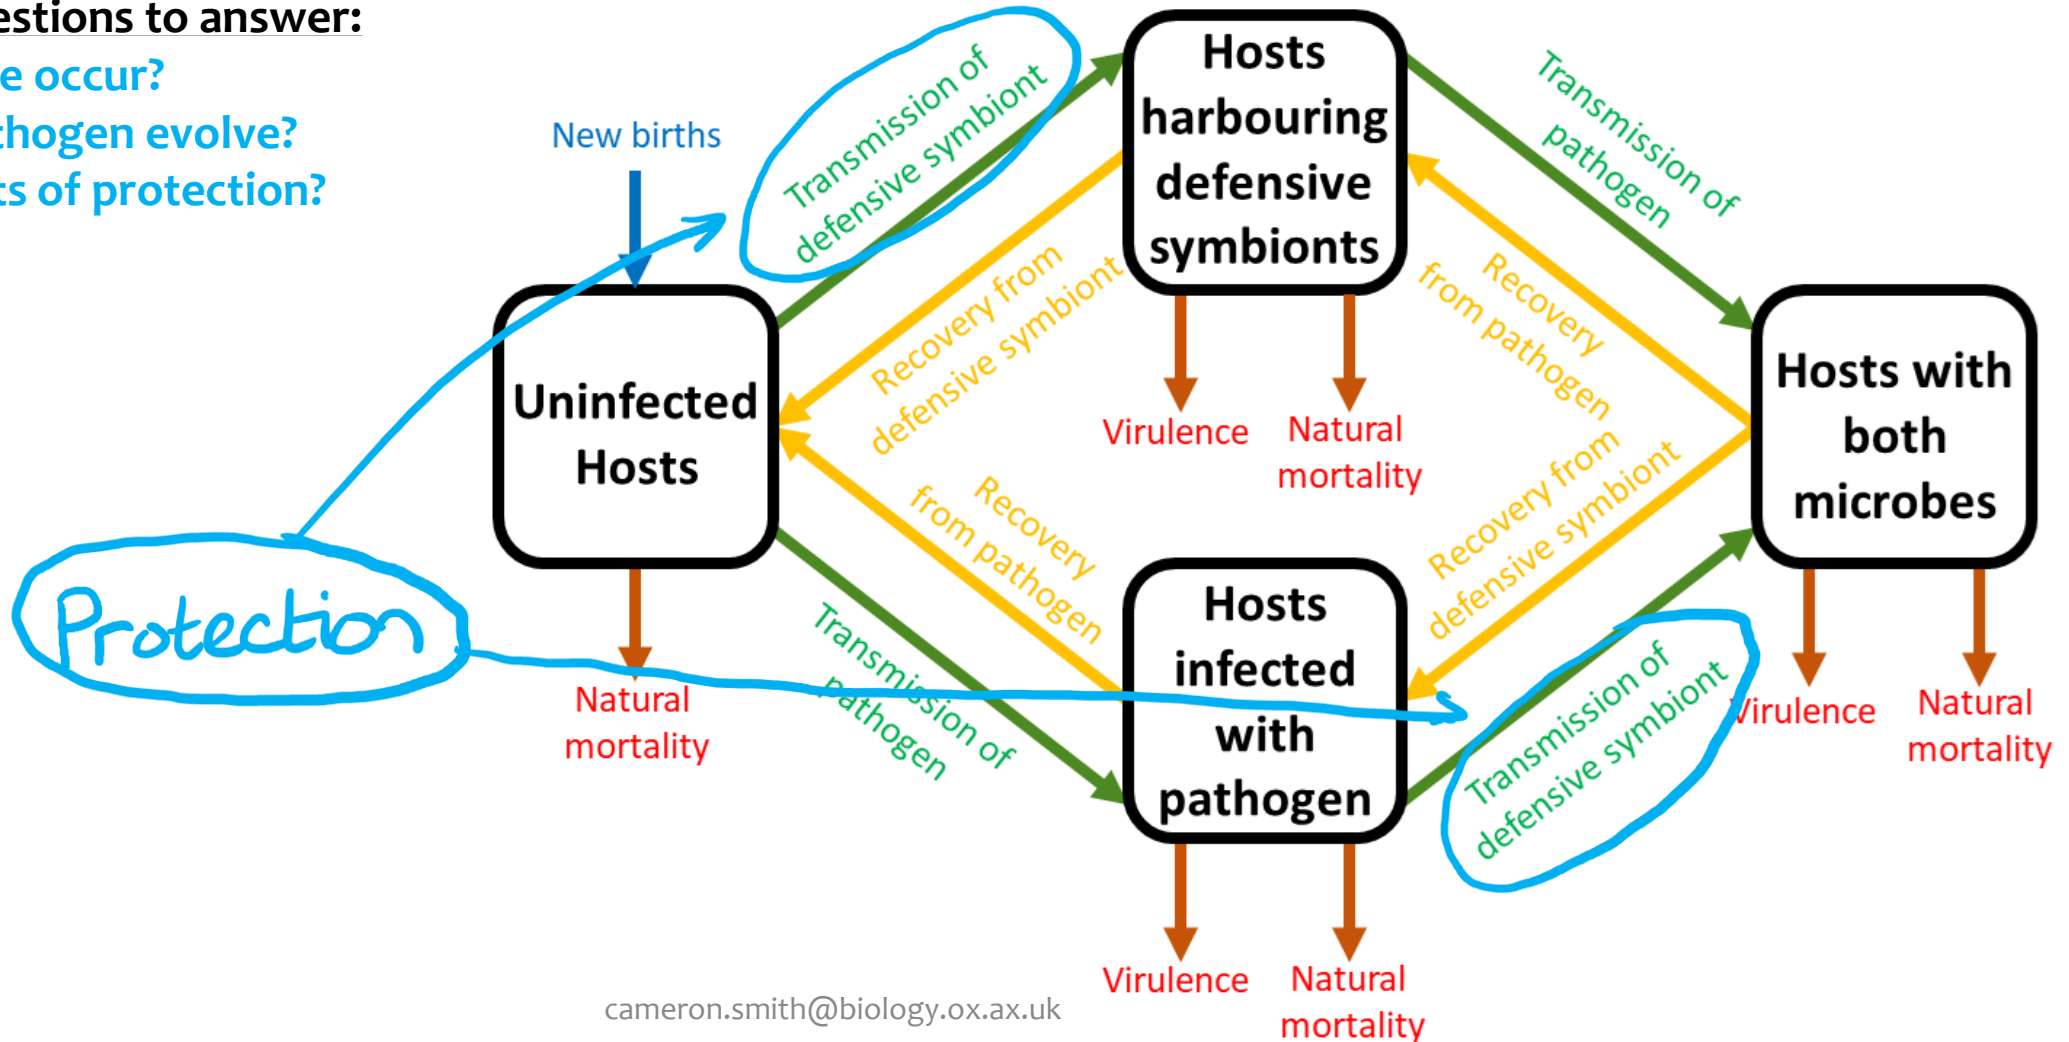 estions to answer:
e occur?
thogen evolve?
ts of protection?
New births
Transmission of
defensive symbiont
Hosts
harbouring
defensive
symbionts
Transmission of
pathogen
Recovery from
defensive symbiont
Recovery
from pathogen
Uninfected
Hosts
Virulence
Natural
mortality
Hosts with
both
microbes
Recovery
from pathogen
Recovery from
defensive symbiont
Protection
Hosts
infected
with
pathogen
Natural
mortality
Transmission of
pathogen
Transmission of
defensive symbiont
Virulence
Natural
mortality
Virulence
Natural
mortality
cameron.smith@biology.ox.ax.uk